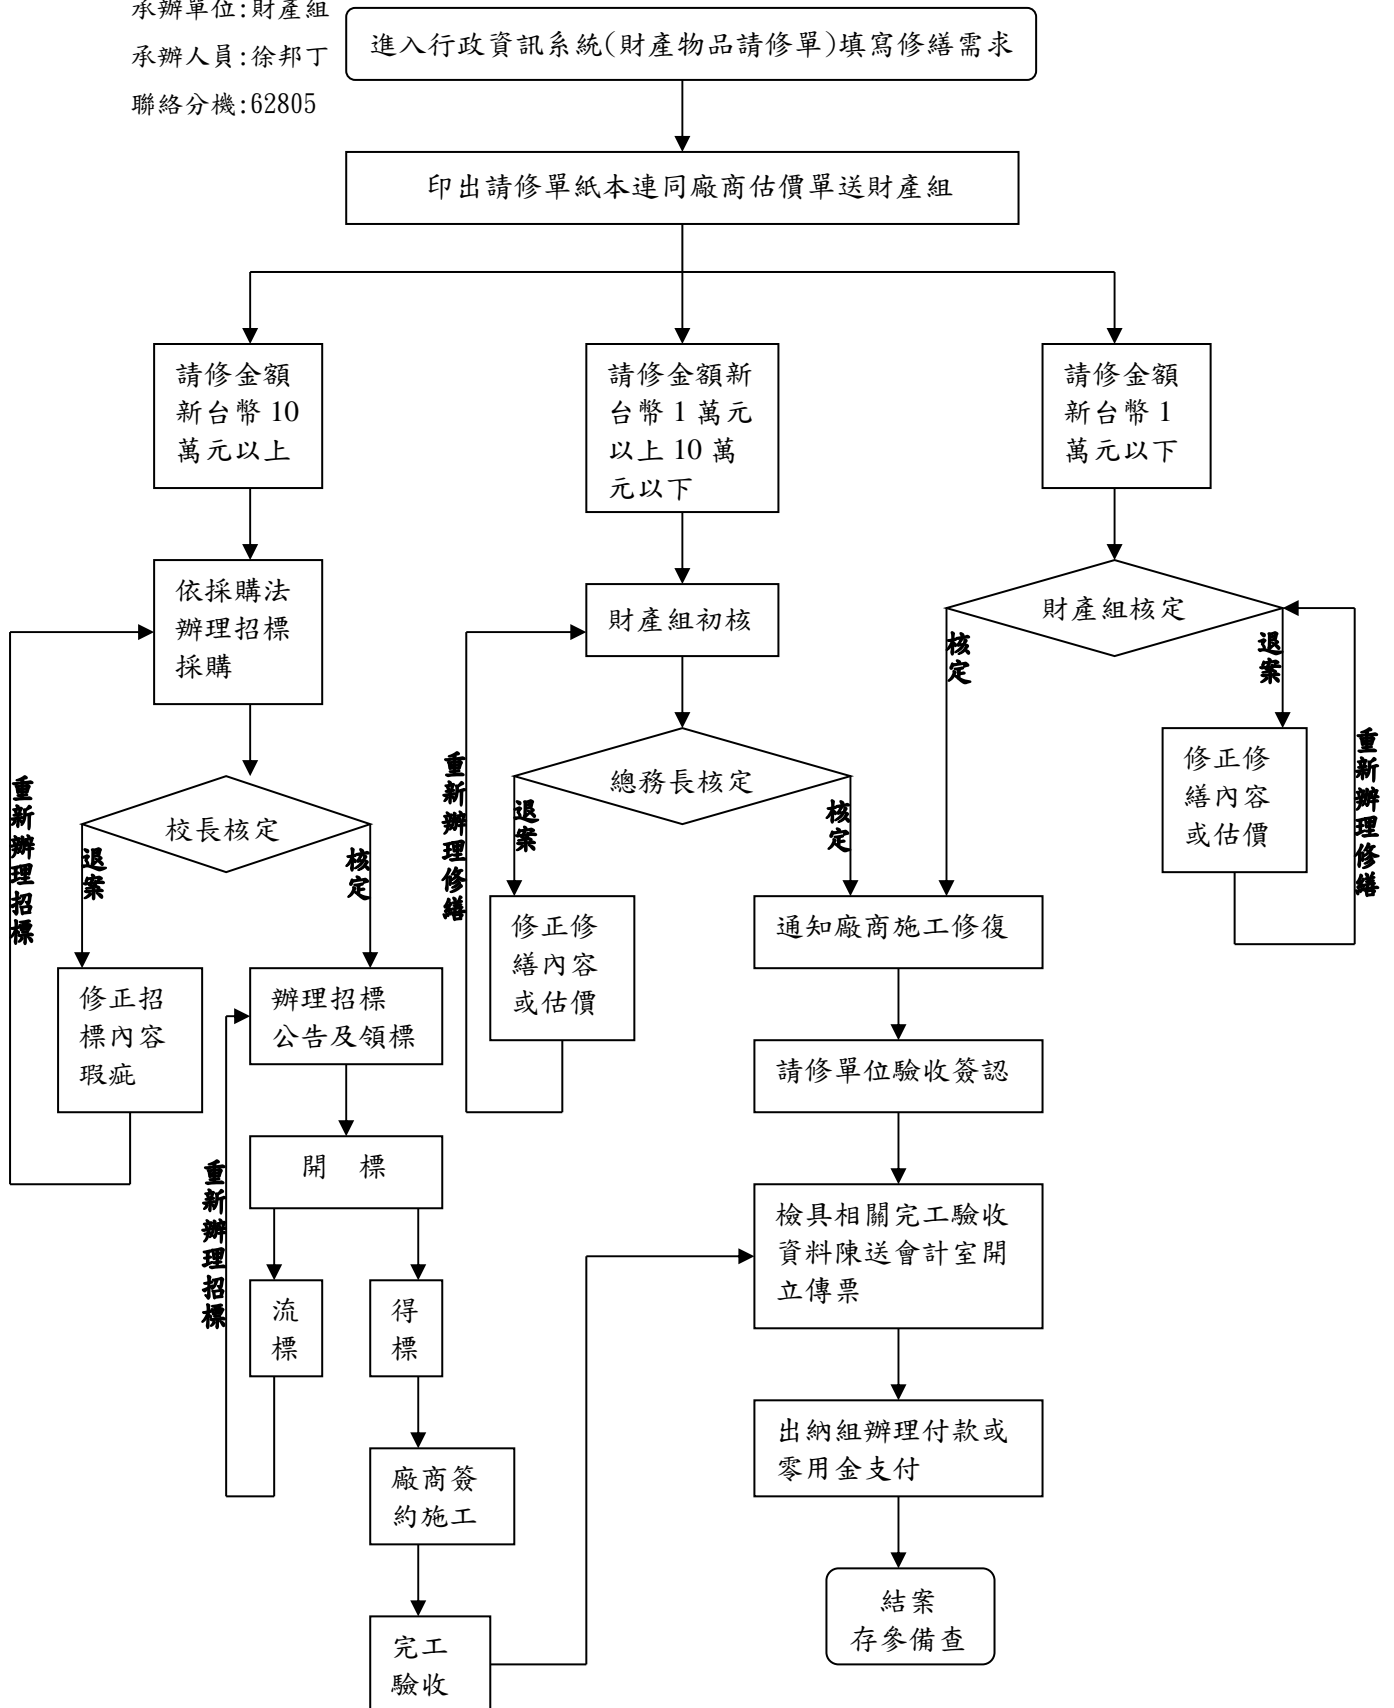 承辦單位:財產組
承辦人員:徐邦丁
聯絡分機:62805
進入行政資訊系統(財產物品請修單)填寫修繕需求
印出請修單紙本連同廠商估價單送財產組
請修金額
新台幣 10
萬元以上
請修金額新
台幣 1 萬元
以上 10 萬
元以下
請修金額
新台幣 1
萬元以下
依採購法
辦理招標
採購
財產組初核
財產組核定
核定
退案
重新辦理招標
校長核定
退案
核定
重新辦理修繕
總務長核定
退案
核定
修正修
繕內容
或估價
重新辦理修繕
修正招
標內容
瑕疵
辦理招標
公告及領標
修正修
繕內容
或估價
通知廠商施工修復
請修單位驗收簽認
開 標
重新辦理招標
流
標
得
標
檢具相關完工驗收
資料陳送會計室開
立傳票
廠商簽
約施工
出納組辦理付款或
零用金支付
完工
驗收
結案
存參備查